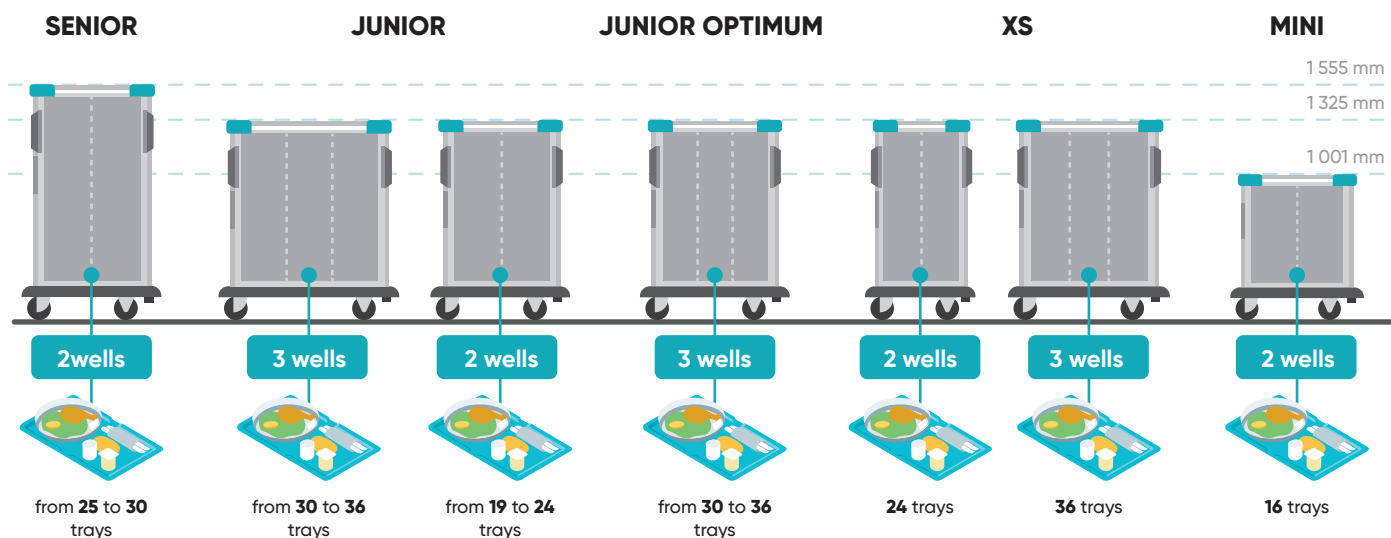 SENIOR
JUNIOR
JUNIOR OPTIMUM
XS
MINI
1 555 mm
1 325 mm
1 001 mm
2wells
3 wells
2 wells
3 wells
2 wells
3 wells
2 wells
from 25 to 30
trays
from 30 to 36
trays
from 19 to 24
trays
from 30 to 36
trays
24 trays
36 trays
16 trays